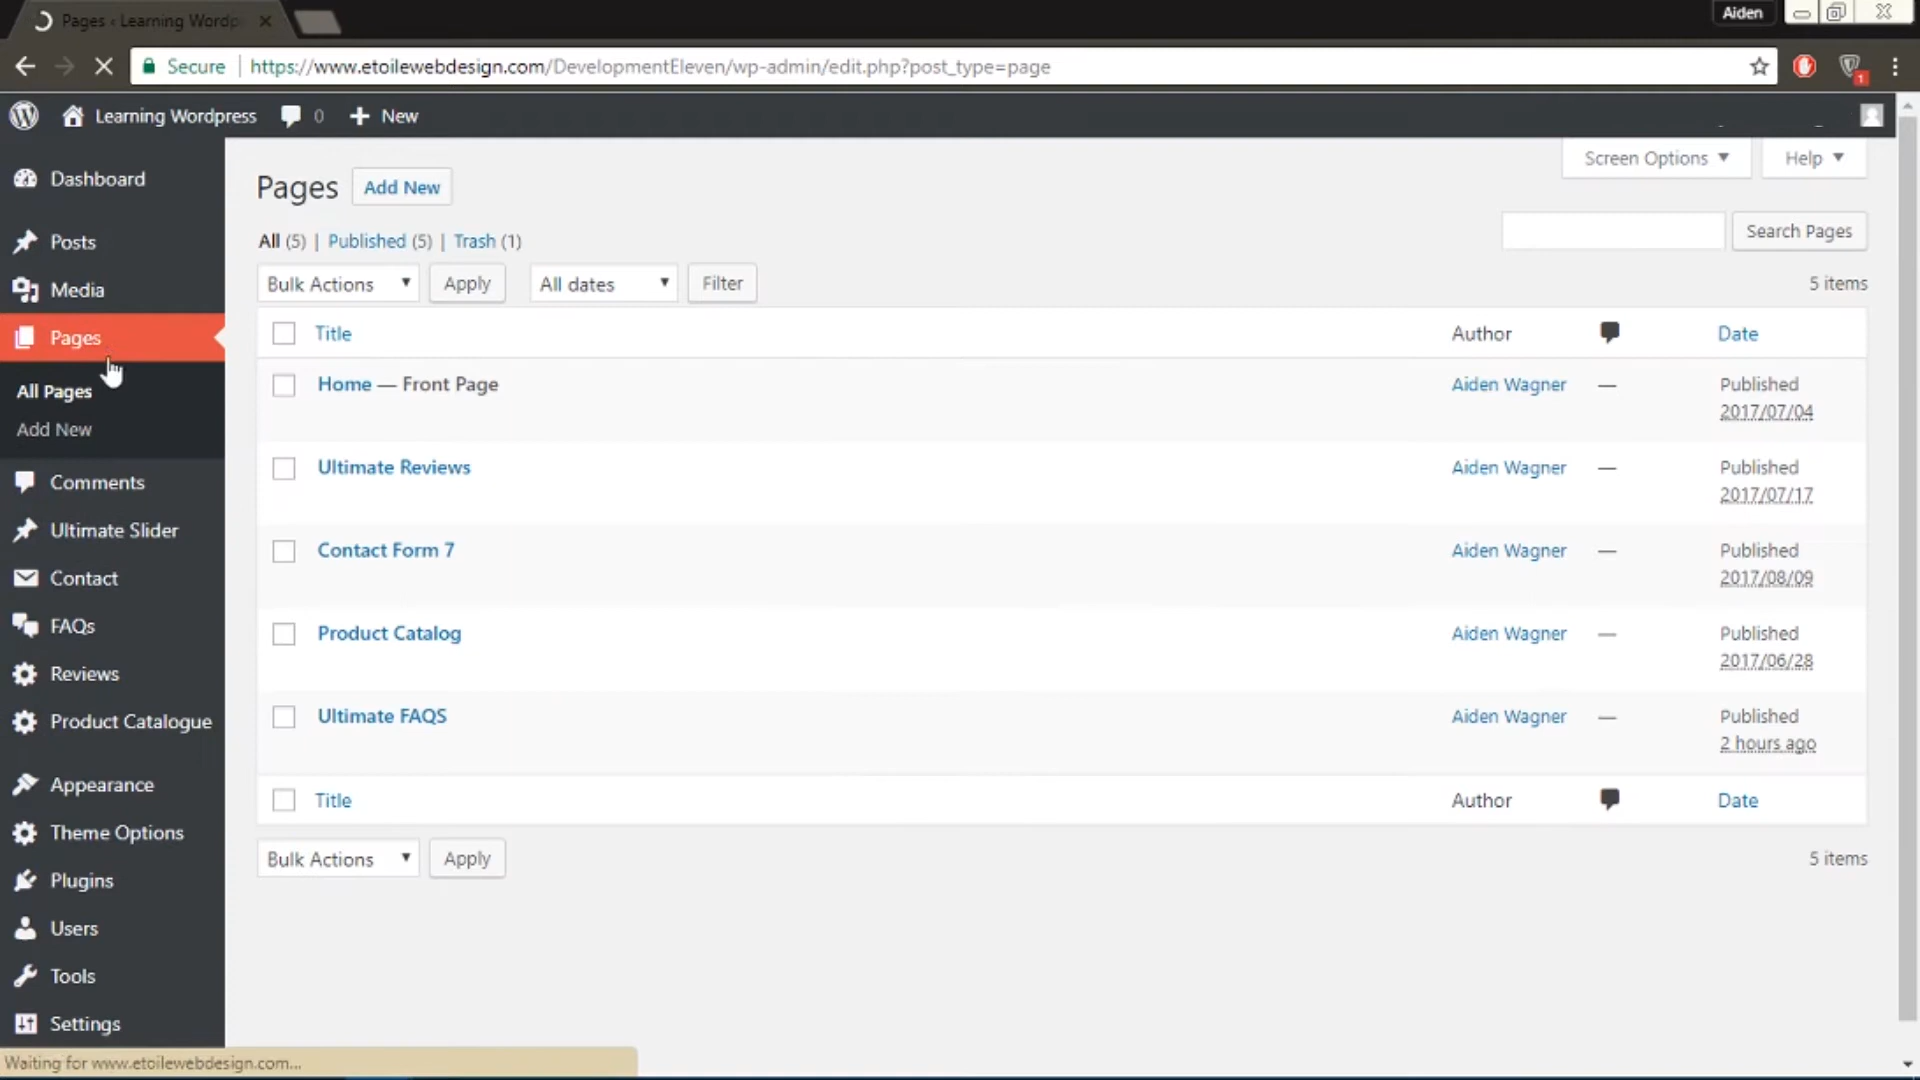 Pages ‹ Learning Wordp
Aiden
Secure
https://www.etoilewebdesign.com/DevelopmentEleven/wp-admin/edit.php?post_type=page
1
Learning Wordpress
0
New
Screen Options
Help
Dashboard
Posts
Media
Pages
All Pages
Add New
Comments
Ultimate Slider
Contact
FAQs
Reviews
Product Catalogue
Appearance
Theme Options
Plugins
Users
Tools
Settings
Pages
Add New
All (5) | Published (5) | Trash (1)
Search Pages
Bulk Actions
Apply
All dates
Filter
5 items
Title
Author
Date
Home — Front Page
Aiden Wagner
—
Published
2017/07/04
Ultimate Reviews
Aiden Wagner
—
Published
2017/07/17
Contact Form 7
Aiden Wagner
—
Published
2017/08/09
Product Catalog
Aiden Wagner
—
Published
2017/06/28
Ultimate FAQS
Aiden Wagner
—
Published
2 hours ago
Title
Author
Date
Bulk Actions
Apply
5 items
Waiting for www.etoilewebdesign.com...